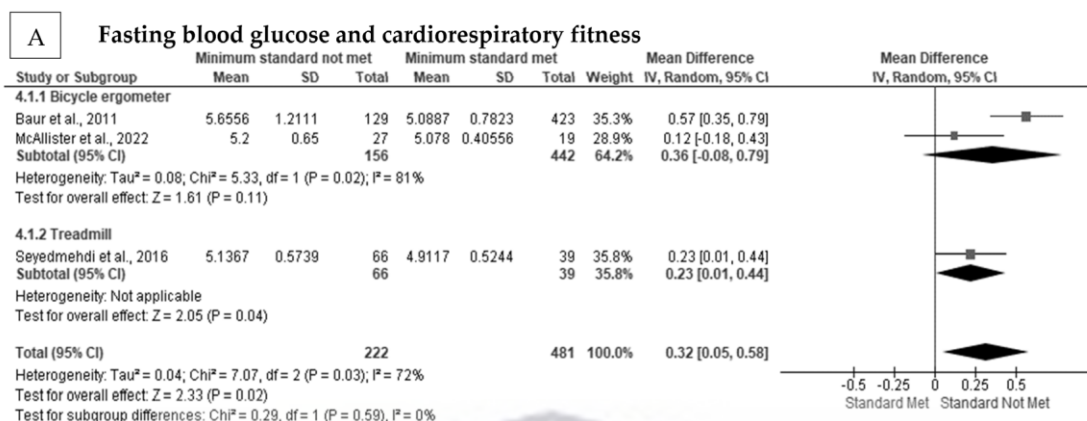 A Fasting blood glucose and cardiorespiratory fitness
Minimum standard not met Minimum standard met Mean Difference Mean Difference
Study or Subgroup Mean SD Total Mean SD Total Weight IV, Random, 95% CI IV, Random, 95% CI
4.1.1 Bicycle ergometer
Baur et al., 2011 5.6556 1.2111 129 5.0887 0.7823 423 35.3% 0.57 [0.35, 0.79]
McAllister et al., 2022 5.2 0.65 27 5.078 0.40556 19 28.9% 0.12 [-0.18, 0.43]
Subtotal (95% CI) 156 442 64.2% 0.36 [-0.08, 0.79]
Heterogeneity: Tau² = 0.08; Chi² = 5.33, df = 1 (P = 0.02); I² = 81%
Test for overall effect: Z = 1.61 (P = 0.11)
4.1.2 Treadmill
Seyedmehdi et al., 2016 5.1367 0.5739 66 4.9117 0.5244 39 35.8% 0.23 [0.01, 0.44]
Subtotal (95% CI) 66 39 35.8% 0.23 [0.01, 0.44]
Heterogeneity: Not applicable
Test for overall effect: Z = 2.05 (P = 0.04)
Total (95% CI) 222 481 100.0% 0.32 [0.05, 0.58]
Heterogeneity: Tau² = 0.04; Chi² = 7.07, df = 2 (P = 0.03); I² = 72%
Test for overall effect: Z = 2.33 (P = 0.02)
Test for subgroup differences: Chi² = 0.29, df = 1 (P = 0.59), I² = 0%
-0.5 -0.25 0 0.25 0.5
Standard Met Standard Not Met